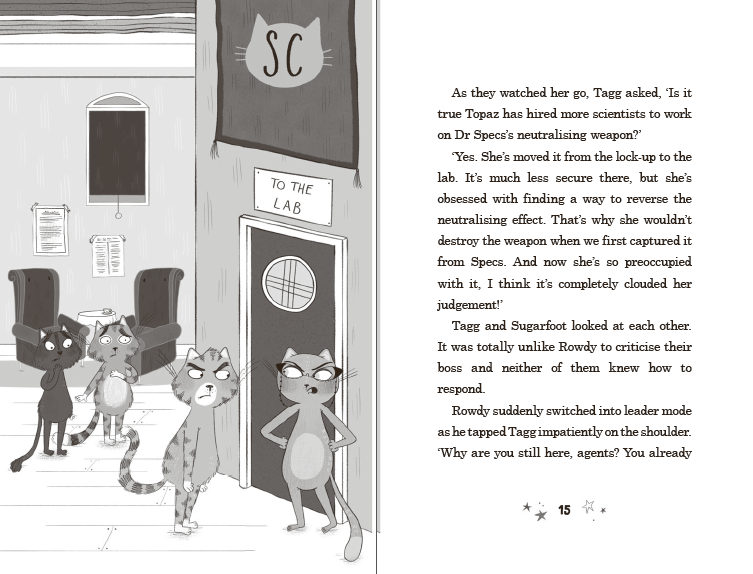 SC
TO THE
LAB
As they watched her go, Tagg asked, ‘Is it
true Topaz has hired more scientists to work
on Dr Specs’s neutralising weapon?’
‘Yes. She’s moved it from the lock-up to the
lab. It’s much less secure there, but she’s
obsessed with finding a way to reverse the
neutralising effect. That’s why she wouldn’t
destroy the weapon when we first captured it
from Specs. And now she’s so preoccupied
with it, I think it’s completely clouded her
judgement!’
Tagg and Sugarfoot looked at each other.
It was totally unlike Rowdy to criticise their
boss and neither of them knew how to
respond.
Rowdy suddenly switched into leader mode
as he tapped Tagg impatiently on the shoulder.
‘Why are you still here, agents? You already
15